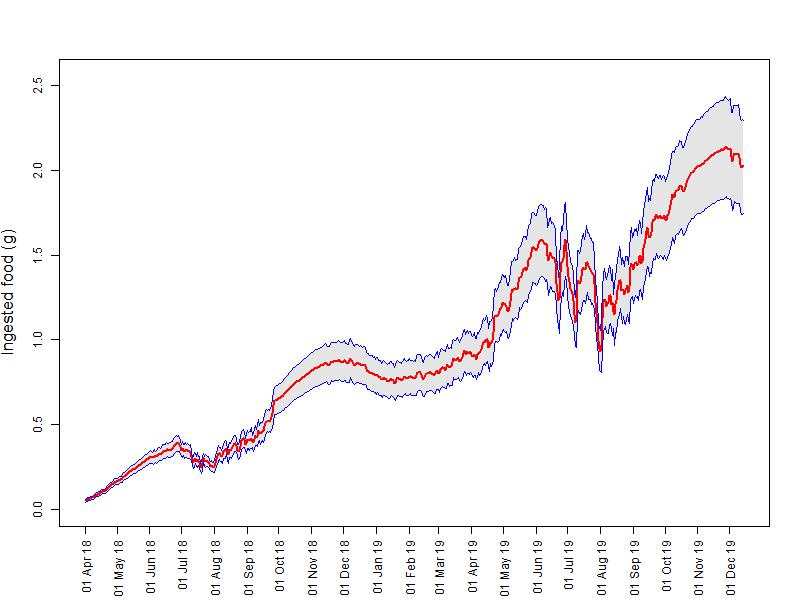 Ingested food (g)
2.5
2.0
1.5
1.0
0.5
0.0
01 Apr 18
01 May 18
01 Jun 18
01 Jul 18
01 Aug 18
01 Sep 18
01 Oct 18
01 Nov 18
01 Dec 18
01 Jan 19
01 Feb 19
01 Mar 19
01 Apr 19
01 May 19
01 Jun 19
01 Jul 19
01 Aug 19
01 Sep 19
01 Oct 19
01 Nov 19
01 Dec 19